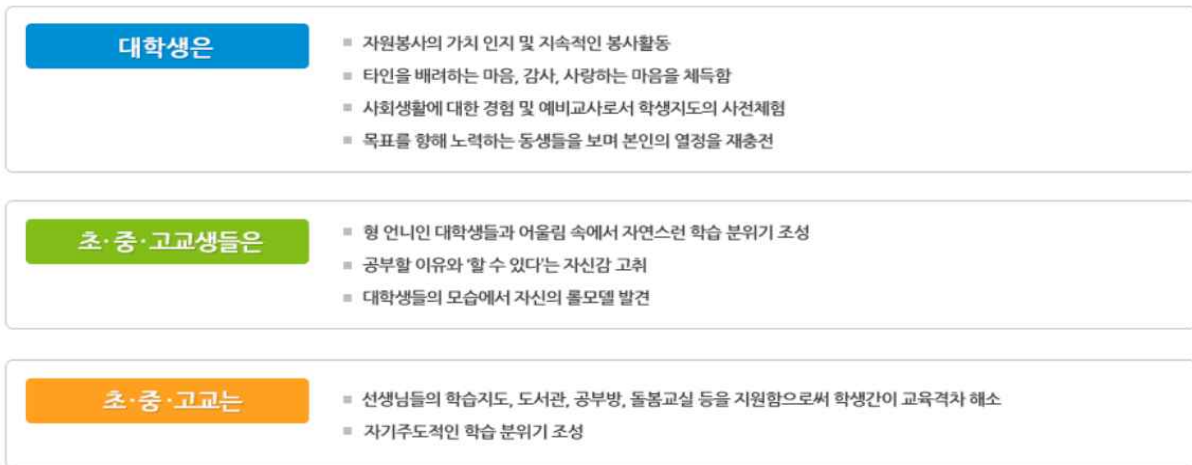 대학생은
자원봉사의 가치 인지 및 지속적인 봉사활동
타인을 배려하는 마음, 감사, 사랑하는 마음을 체득함
사회생활에 대한 경험 및 예비교사로서 학생지도의 사전체험
목표를 향해 노력하는 동생들을 보며 본인의 열정을 재충전
초·중·고교생들은
형 언니인 대학생들과 어울림 속에서 자연스런 학습 분위기 조성
공부할 이유와 '할 수 있다'는 자신감 고취
대학생들의 모습에서 자신의 롤모델 발견
초·중·고교는
선생님들의 학습지도, 도서관, 공부방, 돌봄교실 등을 지원함으로써 학생간이 교육격차 해소
자기주도적인 학습 분위기 조성